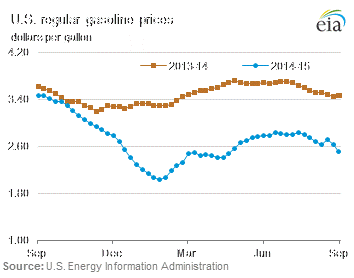 U.S. regular gasoline prices
eia
dollars per gallon
4.20
2013-14
2014-15
3.40
2.60
1.80
1.00
Sep
Dec
Mar
Jun
Sep
Source: U.S. Energy Information Administration